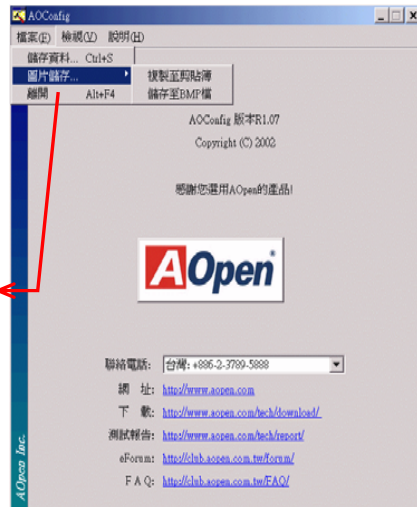 AOConfig
檔案(F) 檢視(V) 說明(H)
儲存資料... Ctrl+S
圖片儲存...
複製至剪貼簿
離開 Alt+F4
儲存至BMP檔
AOConfig 版本R1.07
Copyright (C) 2002
感謝您選用AOpen的產品!
AOpen
聯絡電話: 台灣: +886-2-3789-5888
網 址: http://www.aopen.com
下 載: http://www.aopen.com/tech/download/
測試報告: http://www.aopen.com/tech/report/
eForum: http://club.aopen.com.tw/forum/
F A Q: http://club.aopen.com.tw/FAQ/
AOpen Inc.